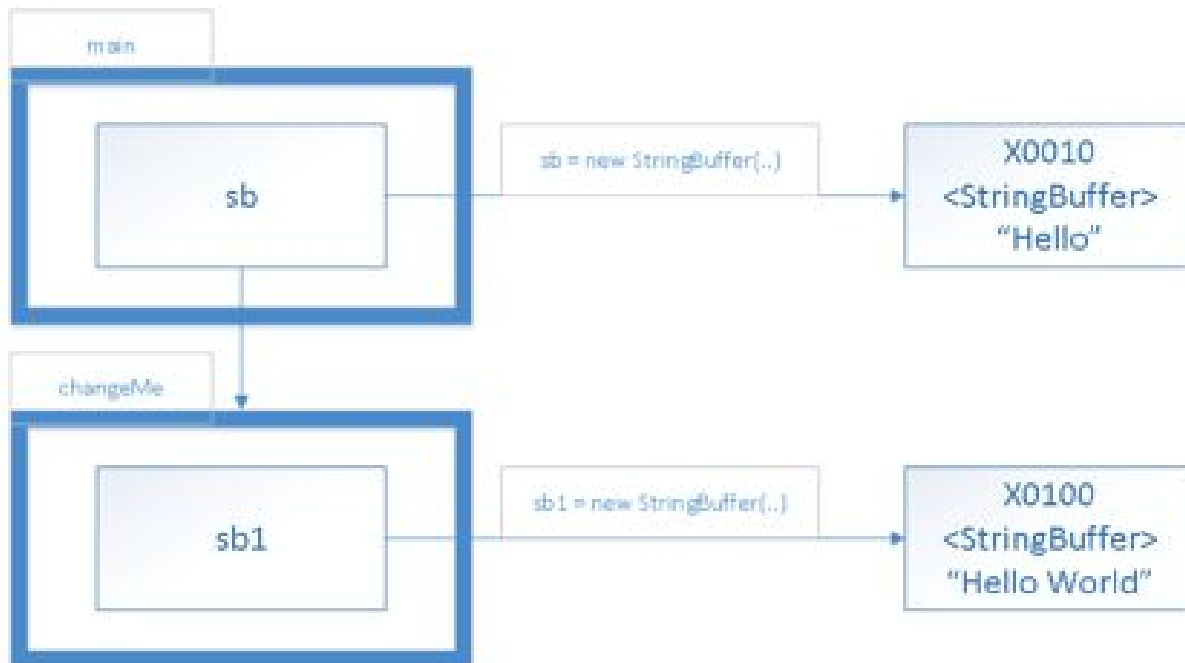 main
sb
sb = new StringBuffer(..)
X0010
<StringBuffer>
“Hello”
changeMe
sb1
sb1 = new StringBuffer(..)
X0100
<StringBuffer>
“Hello World”